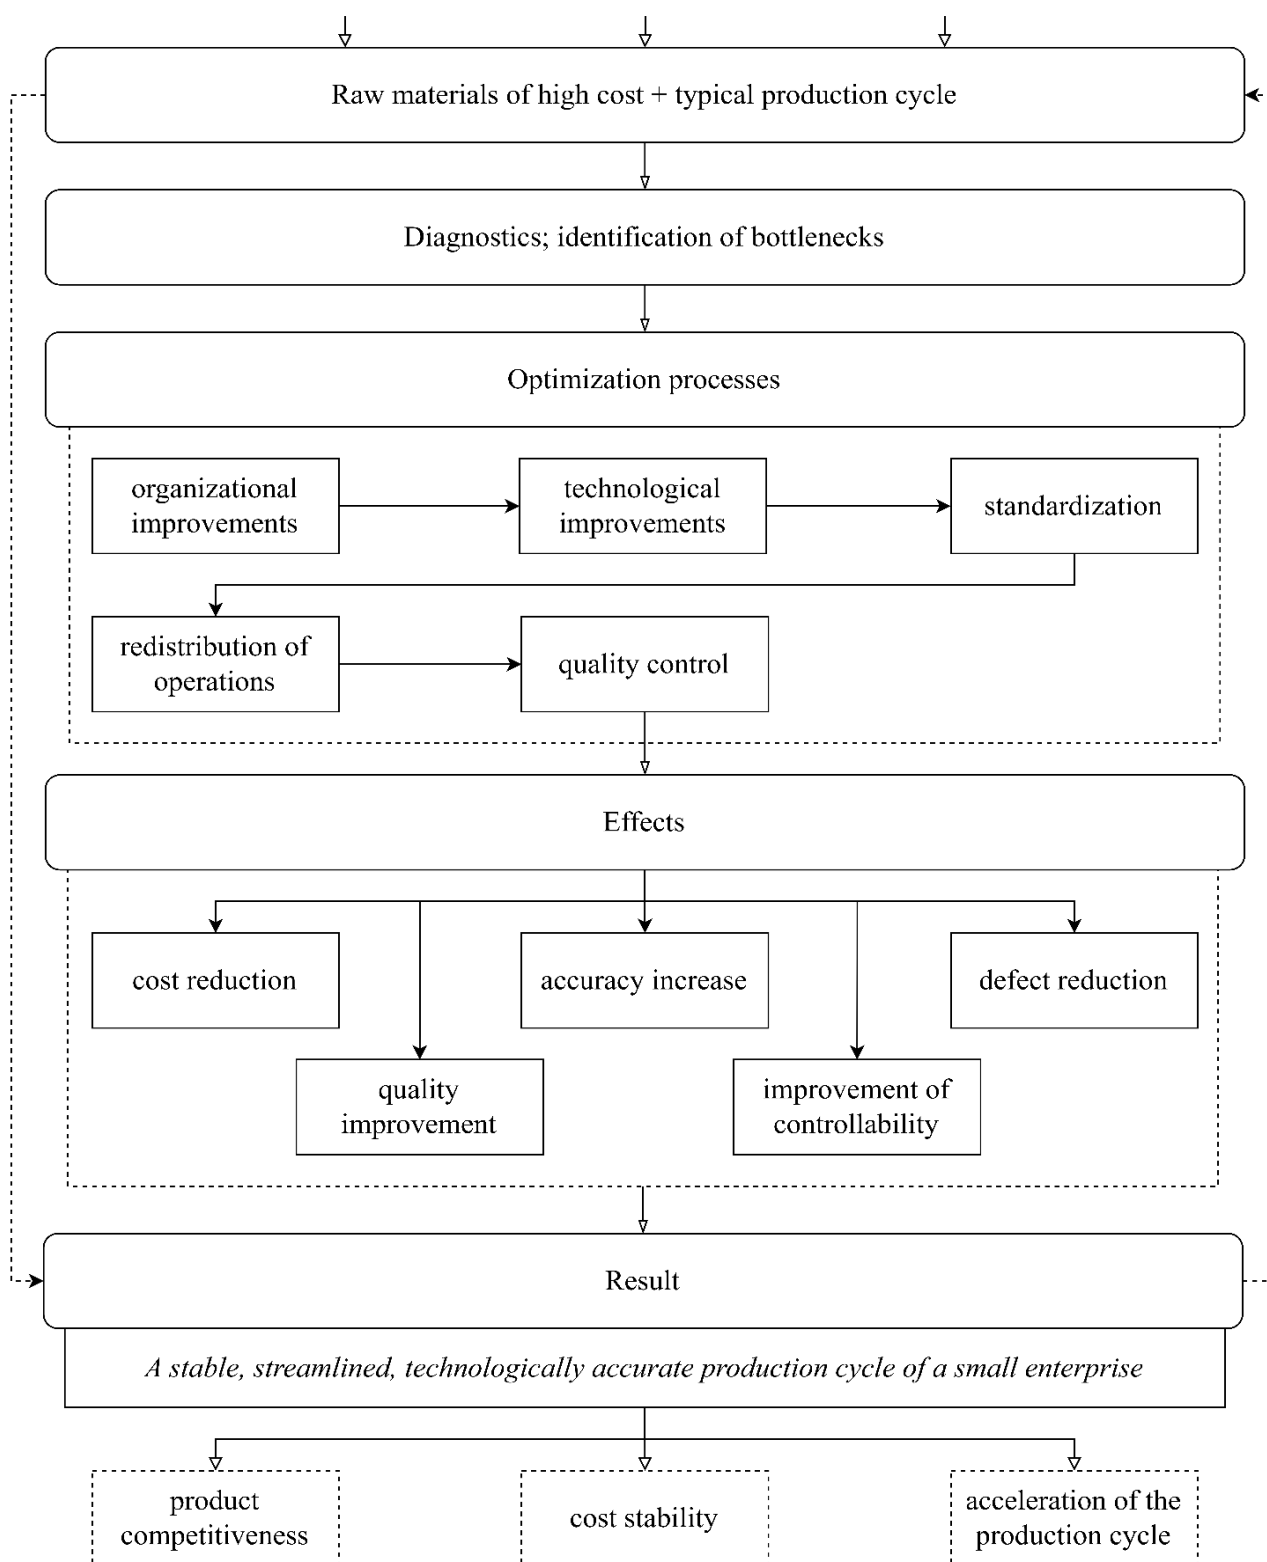 Raw materials of high cost + typical production cycle
Diagnostics; identification of bottlenecks
Optimization processes
organizational
improvements
technological
improvements
standardization
redistribution of
operations
quality control
Effects
cost reduction
accuracy increase
defect reduction
quality
improvement
improvement of
controllability
Result
A stable, streamlined, technologically accurate production cycle of a small enterprise
product
competitiveness
cost stability
acceleration of the
production cycle